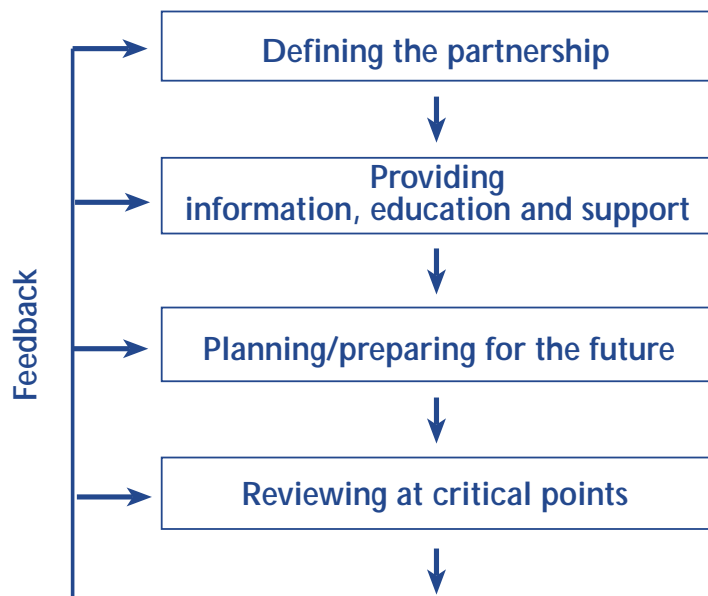 Defining the partnership
Providing
information, education and support
Planning/preparing for the future
Reviewing at critical points
Feedback